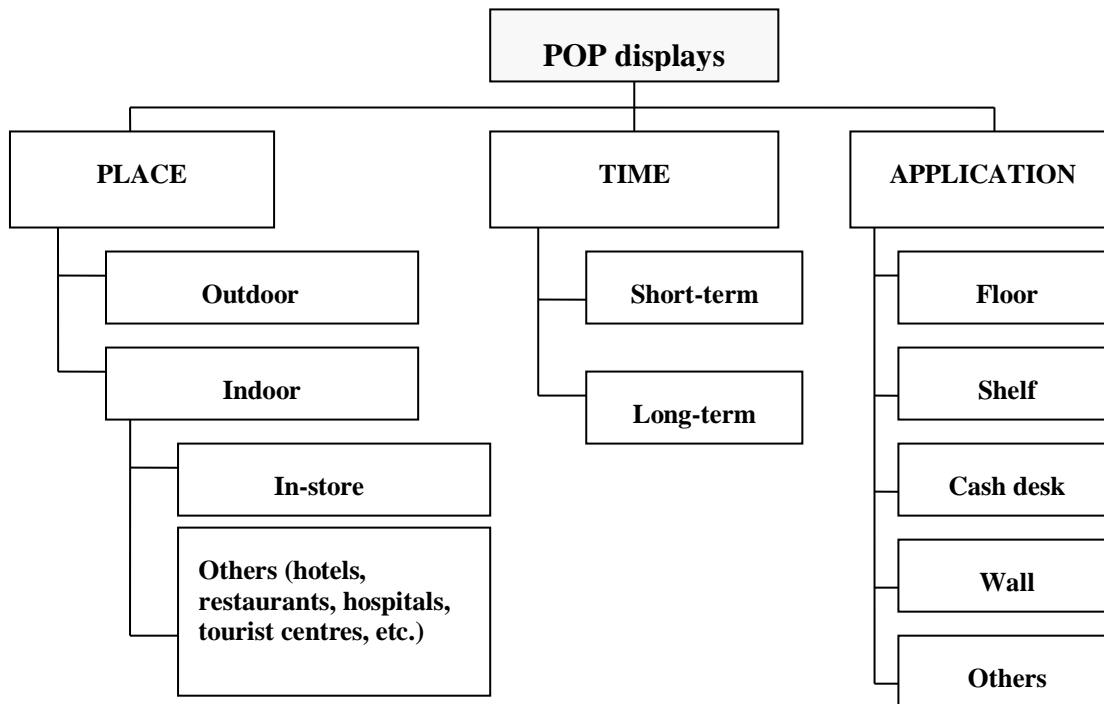 POP displays
PLACE
TIME
APPLICATION
Outdoor
Indoor
In-store
Others (hotels,
restaurants, hospitals,
tourist centres, etc.)
Short-term
Long-term
Floor
Shelf
Cash desk
Wall
Others